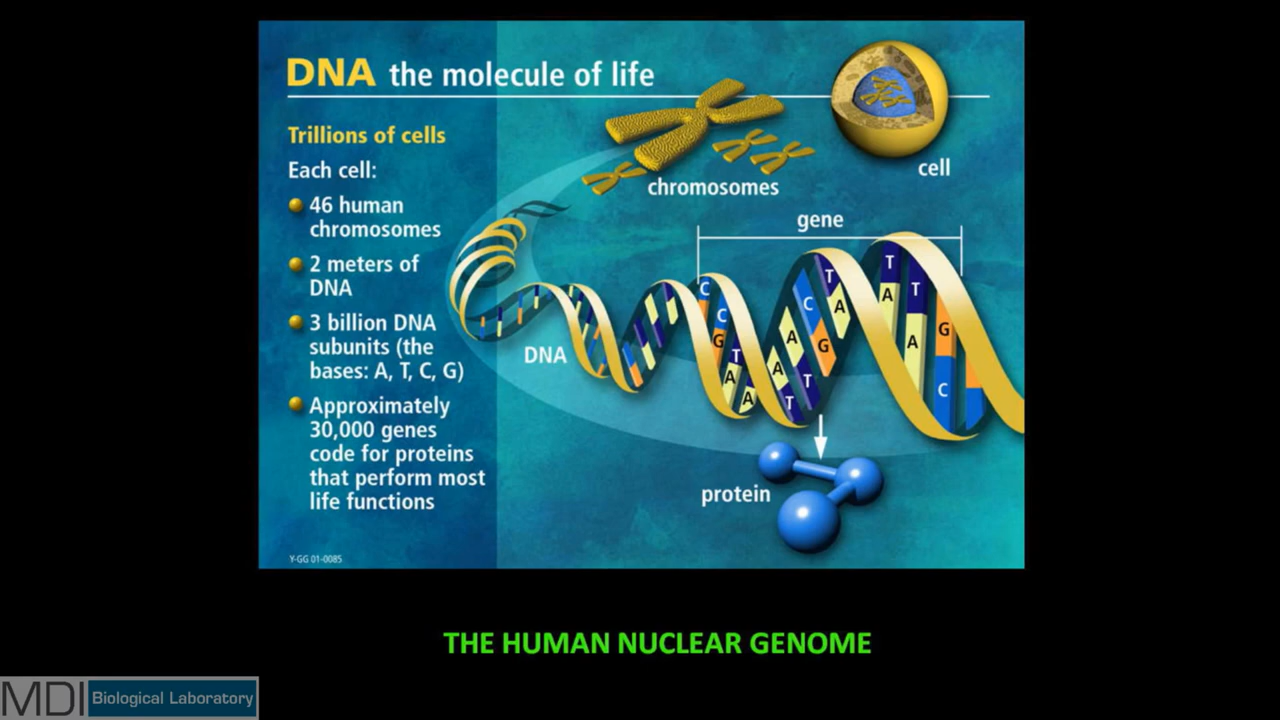 DNA the molecule of life
Trillions of cells
Each cell:
46 human
chromosomes
2 meters of
DNA
3 billion DNA
subunits (the
bases: A, T, C, G)
Approximately
30,000 genes
code for proteins
that perform most
life functions
Y-GG 01-0085
chromosomes
cell
gene
DNA
C
C
G
T
A
A
A
A
T
T
C
G
T
A
T
A
T
A
G
C
protein
THE HUMAN NUCLEAR GENOME
MDI Biological Laboratory